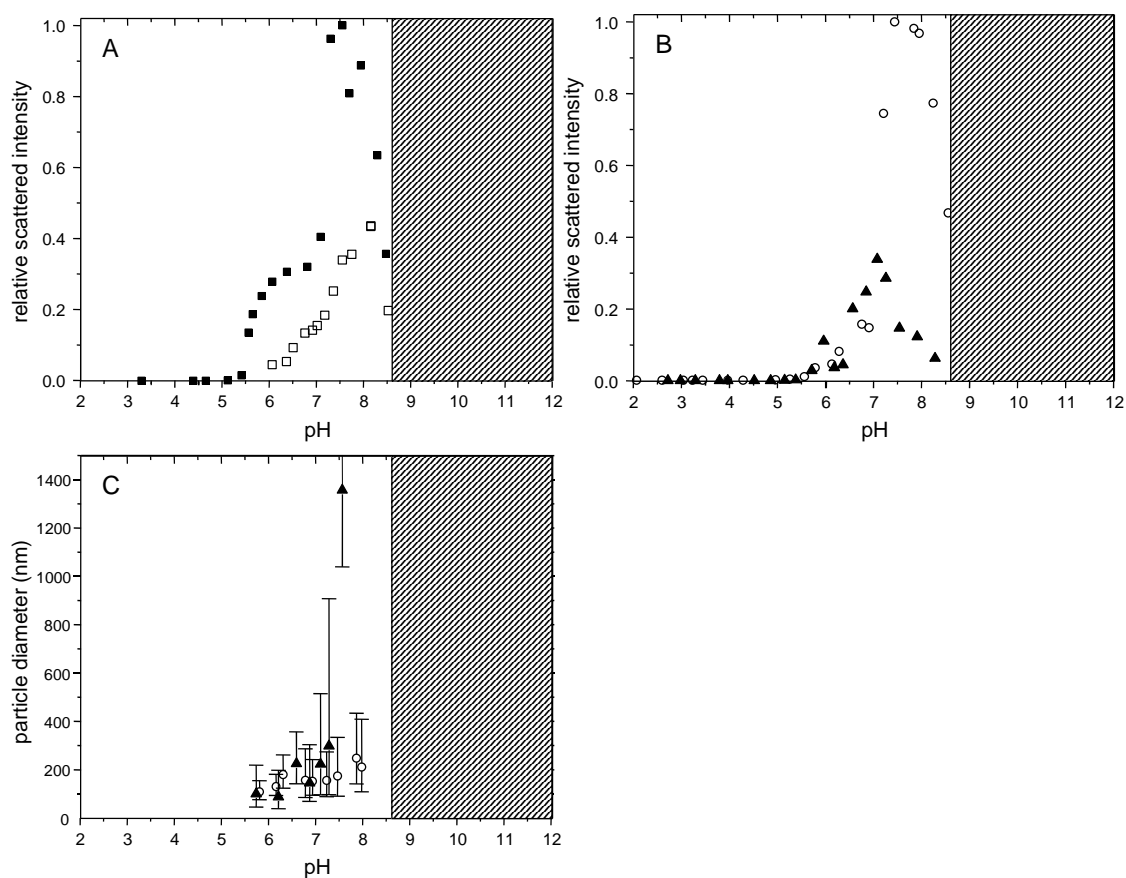 A
relative scattered intensity
1.0
0.8
0.6
0.4
0.2
0.0
2 3 4 5 6 7 8 9 10 11 12
pH
B
relative scattered intensity
1.0
0.8
0.6
0.4
0.2
0.0
2 3 4 5 6 7 8 9 10 11 12
pH
C
particle diameter (nm)
1400
1200
1000
800
600
400
200
0
2 3 4 5 6 7 8 9 10 11 12
pH